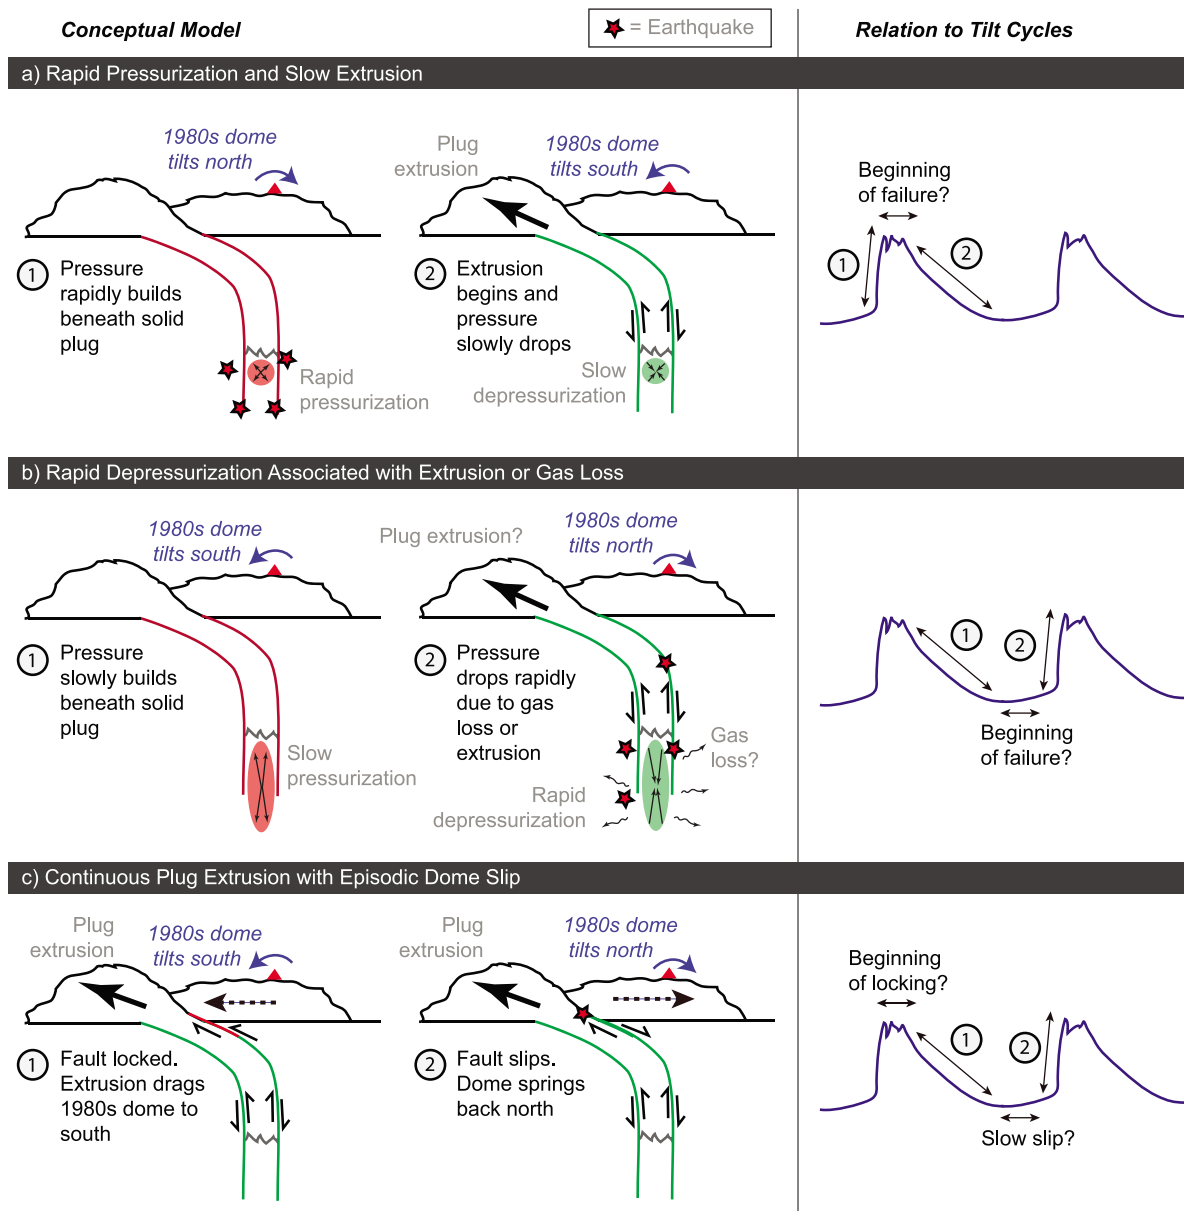 Conceptual Model
= Earthquake
Relation to Tilt Cycles
a) Rapid Pressurization and Slow Extrusion
1980s dome
tilts north
1
Pressure
rapidly builds
beneath solid
plug
Rapid
pressurization
Plug
extrusion
1980s dome
tilts south
2
Extrusion
begins and
pressure
slowly drops
Slow
depressurization
Beginning
of failure?
1
2
b) Rapid Depressurization Associated with Extrusion or Gas Loss
1980s dome
tilts south
1
Pressure
slowly builds
beneath solid
plug
Slow
pressurization
Plug extrusion?
1980s dome
tilts north
2
Pressure
drops rapidly
due to gas
loss or
extrusion
Gas
loss?
Rapid
depressurization
1
2
Beginning
of failure?
c) Continuous Plug Extrusion with Episodic Dome Slip
Plug
extrusion
1980s dome
tilts south
1
Fault locked.
Extrusion drags
1980s dome to
south
Plug
extrusion
1980s dome
tilts north
2
Fault slips.
Dome springs
back north
Beginning
of locking?
1
2
Slow slip?